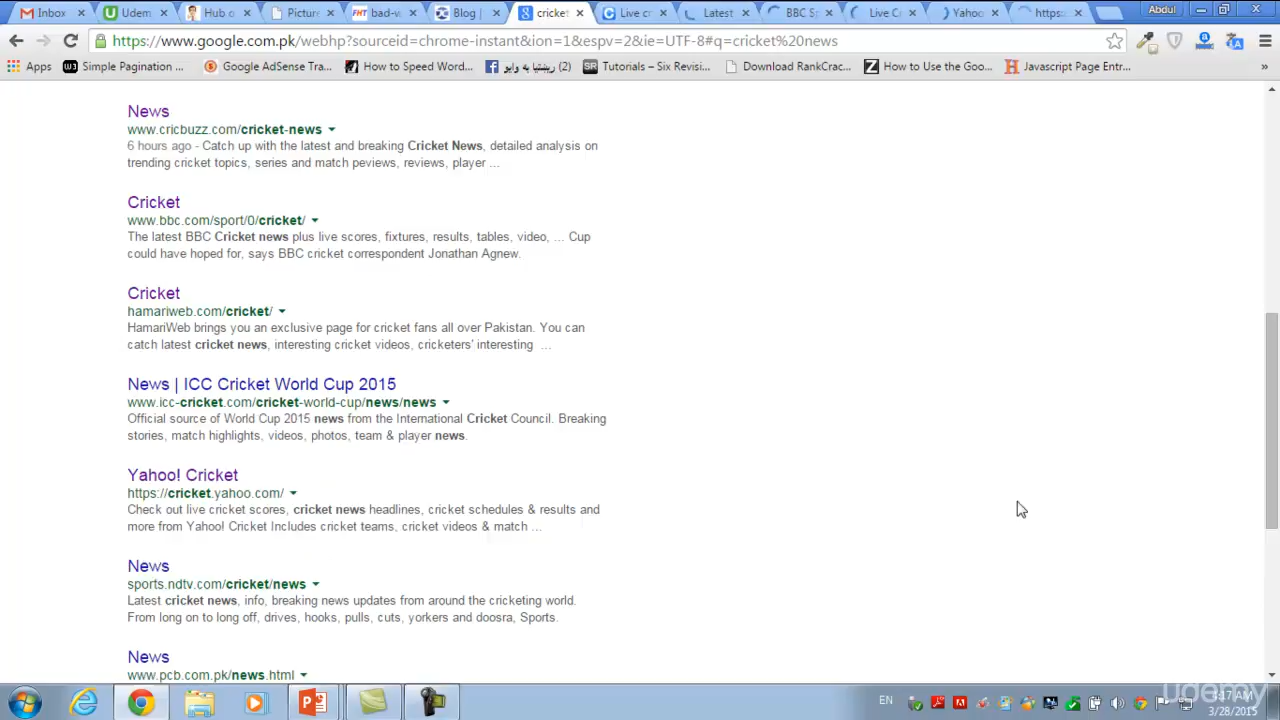 Inbox
Udem
Hub o
Picture
FHT bad-w
Blog |
cricket
Live cr
Latest
BBC Sp
Live Cr
Yahoo
https:
Abdul
https://www.google.com.pk/webhp?sourceid=chrome-instant&ion=1&espv=2&ie=UTF-8#q=cricket%20news
Apps
Simple Pagination ...
Google AdSense Tra...
How to Speed Word...
SR Tutorials – Six Revisi...
Download RankCrac...
How to Use the Goo...
Javascript Page Entr...
»
News
www.cricbuzz.com/cricket-news
6 hours ago - Catch up with the latest and breaking Cricket News, detailed analysis on
trending cricket topics, series and match peviews, reviews, player ...
Cricket
www.bbc.com/sport/0/cricket/
The latest BBC Cricket news plus live scores, fixtures, results, tables, video, ... Cup
could have hoped for, says BBC cricket correspondent Jonathan Agnew.
Cricket
hamariweb.com/cricket/
HamariWeb brings you an exclusive page for cricket fans all over Pakistan. You can
catch latest cricket news, interesting cricket videos, cricketers' interesting ...
News | ICC Cricket World Cup 2015
www.icc-cricket.com/cricket-world-cup/news/news
Official source of World Cup 2015 news from the International Cricket Council. Breaking
stories, match highlights, videos, photos, team & player news.
Yahoo! Cricket
https://cricket.yahoo.com/
Check out live cricket scores, cricket news headlines, cricket schedules & results and
more from Yahoo! Cricket Includes cricket teams, cricket videos & match ...
News
sports.ndtv.com/cricket/news
Latest cricket news, info, breaking news updates from around the cricketing world.
From long on to long off, drives, hooks, pulls, cuts, yorkers and doosra, Sports.
News
www.pcb.com.pk/news.html
EN
udemy
:17 AM
3/28/2015